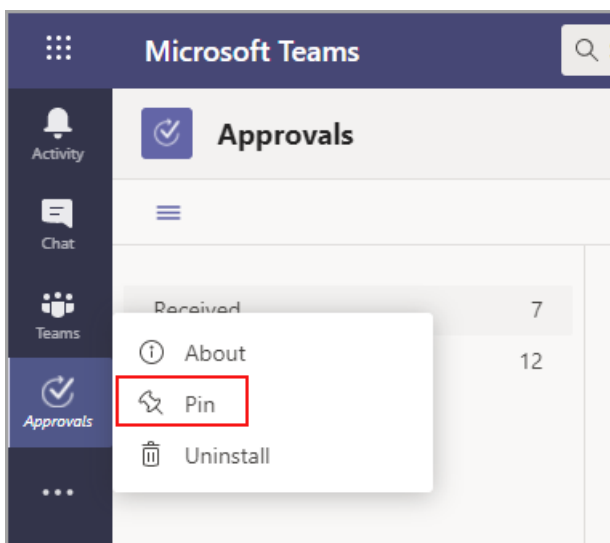 Microsoft Teams
Activity
Approvals
Chat
Received 7
Teams
About
12
Pin
Approvals
Uninstall